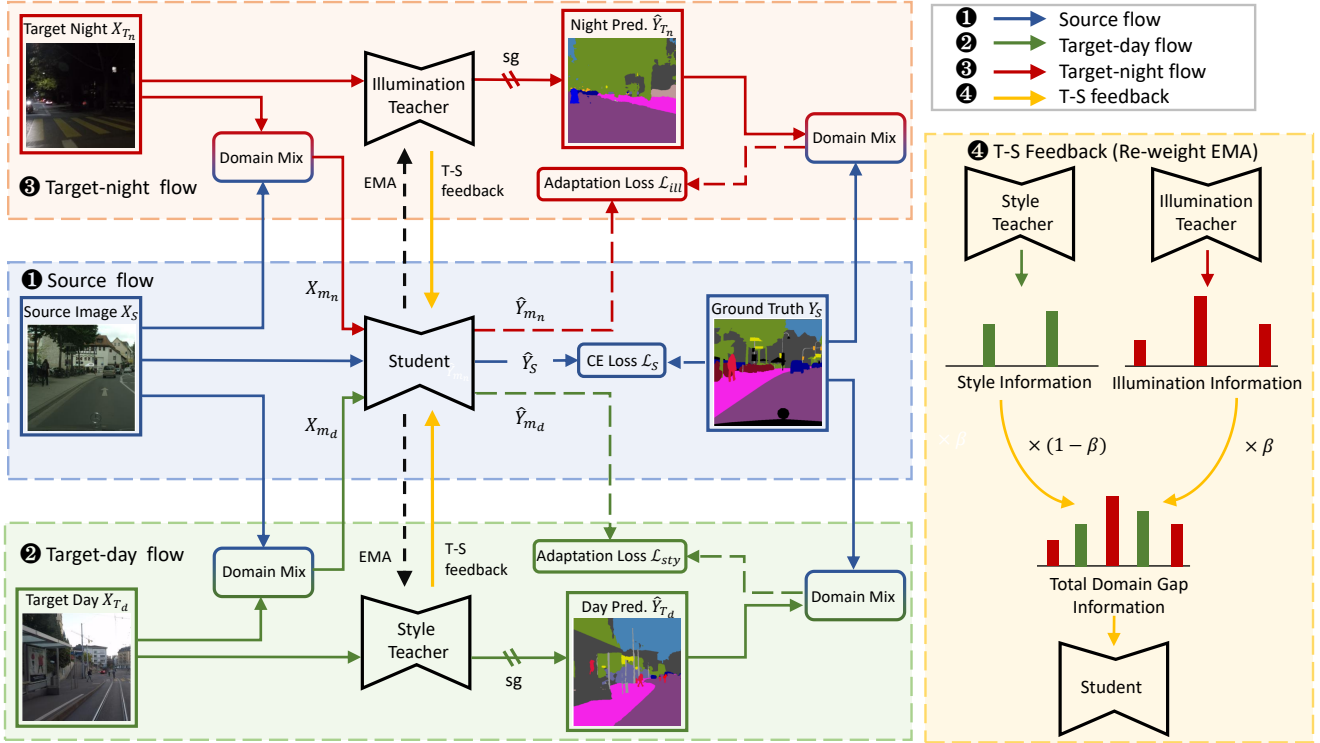 Target Night X_{T_n}
Night Pred. Ŷ_{T_n}
sg
Illumination
Teacher
Domain Mix
Domain Mix
❸ Target-night flow
EMA
T-S
feedback
Adaptation Loss ℒ_{ill}
❶ Source flow
X_{m_n}
Source Image X_S
Ŷ_{m_n}
Ground Truth Y_S
Student
Ŷ_S
CE Loss ℒ_S
X_{m_d}
Ŷ_{m_d}
❷ Target-day flow
EMA
T-S
feedback
Adaptation Loss ℒ_{sty}
Domain Mix
Domain Mix
Target Day X_{T_d}
Day Pred. Ŷ_{T_d}
Style
Teacher
sg
❶ Source flow
❷ Target-day flow
❸ Target-night flow
❹ T-S feedback
❹ T-S Feedback (Re-weight EMA)
Style
Teacher
Illumination
Teacher
Style Information
Illumination Information
× β
× (1 − β)
× β
Total Domain Gap
Information
Student